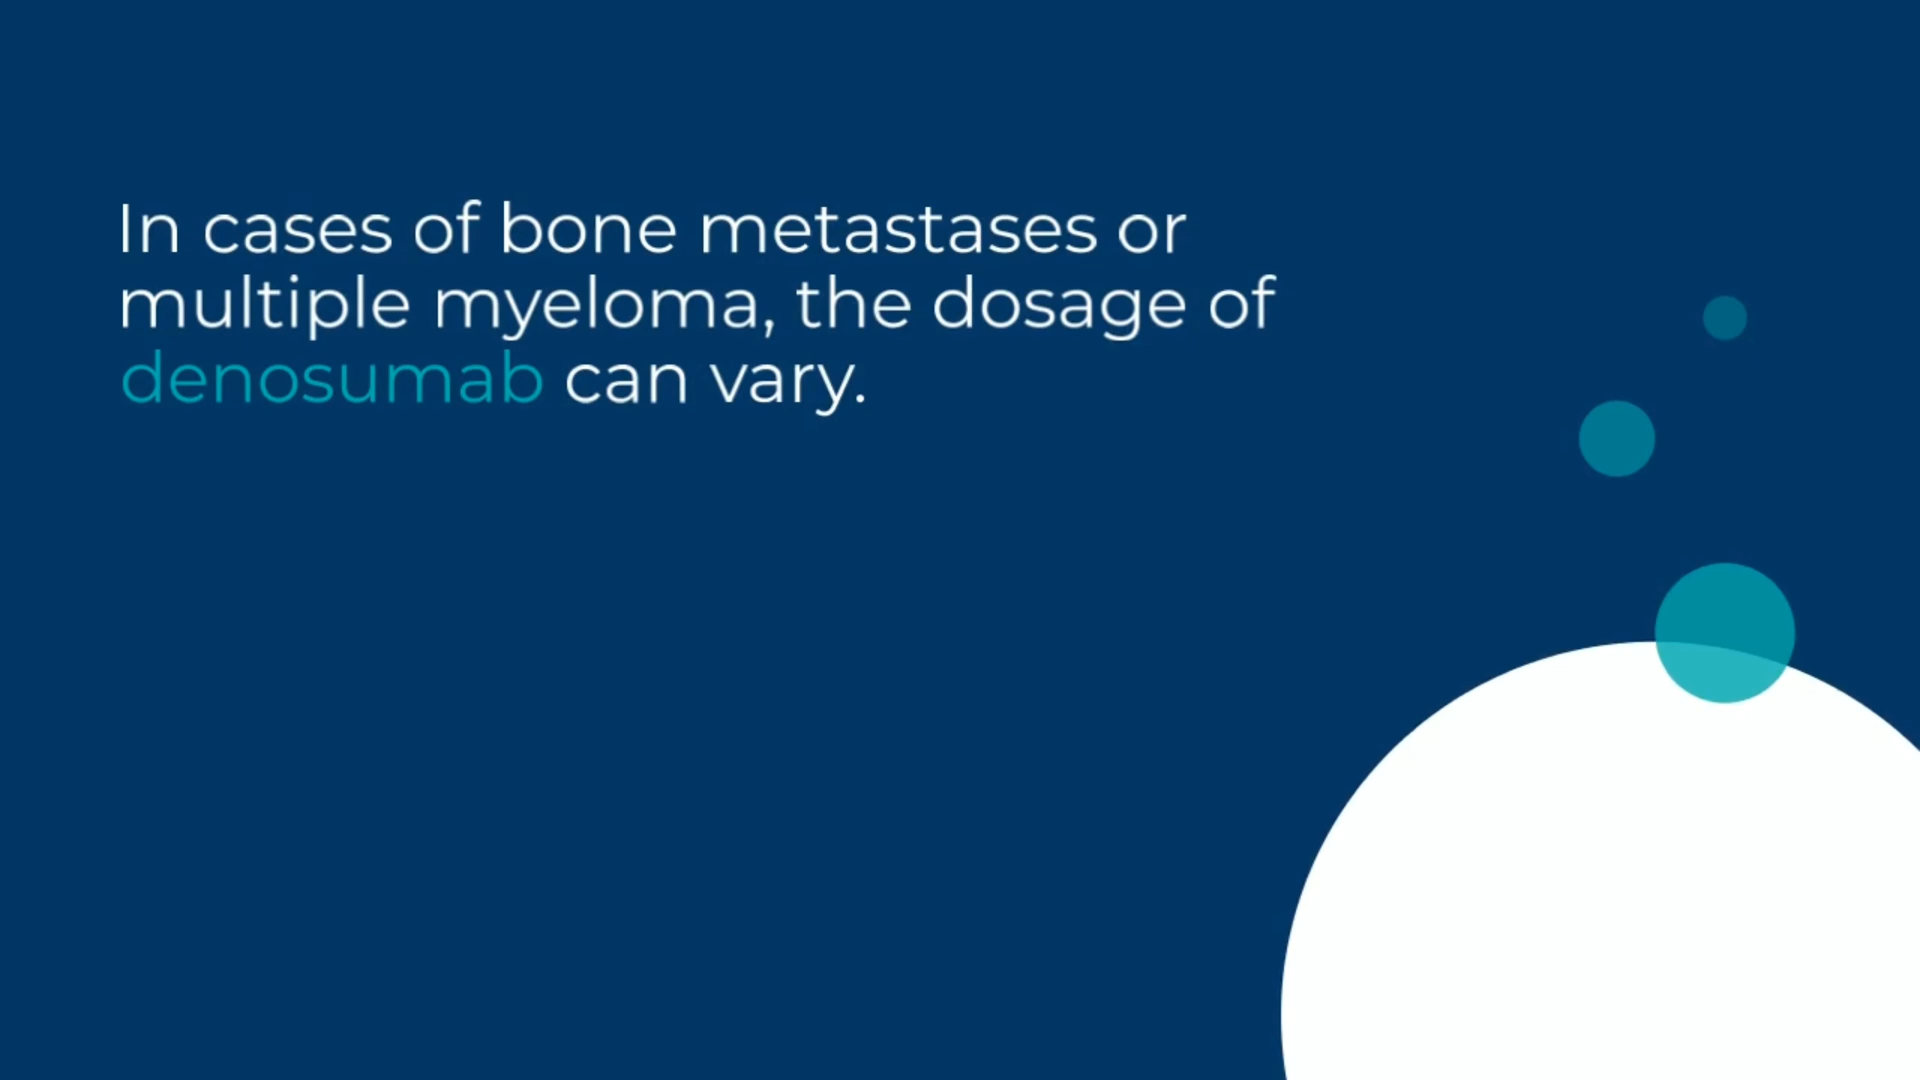 In cases of bone metastases or
multiple myeloma, the dosage of
denosumab can vary.